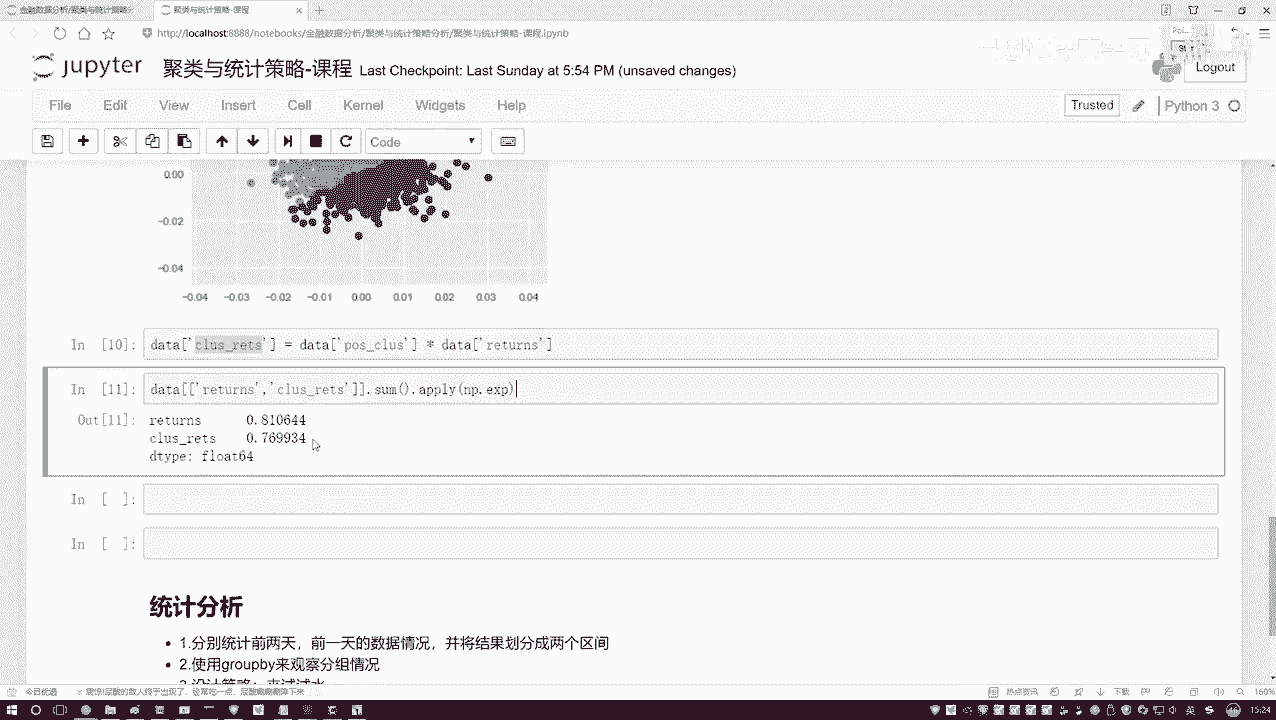 金融数据分析/聚类与统计策略分
聚类与统计策略-课程
http://localhost:8888/notebooks/金融数据分析/聚类与统计策略分析/聚类与统计策略-课程.ipynb
jupyter 聚类与统计策略-课程 Last Checkpoint: Last Sunday at 5:54 PM (unsaved changes)
Logout
File Edit View Insert Cell Kernel Widgets Help
Trusted Python 3
Code
0.00
-0.02
-0.04
-0.04 -0.03 -0.02 -0.01 0.00 0.01 0.02 0.03 0.04
In [10]: data['clus_rets'] = data['pos_clus'] * data['returns']
In [11]: data[['returns','clus_rets']].sum().apply(np.exp)
Out[11]: returns 0.810644
clus_rets 0.769934
dtype: float64
In [ ]:
In [ ]:
统计分析
1.分别统计前两天，前一天的数据情况，并将结果划分成两个区间
2.使用groupby来观察分组情况
今日优选
热点资讯 下载 160%
15:24